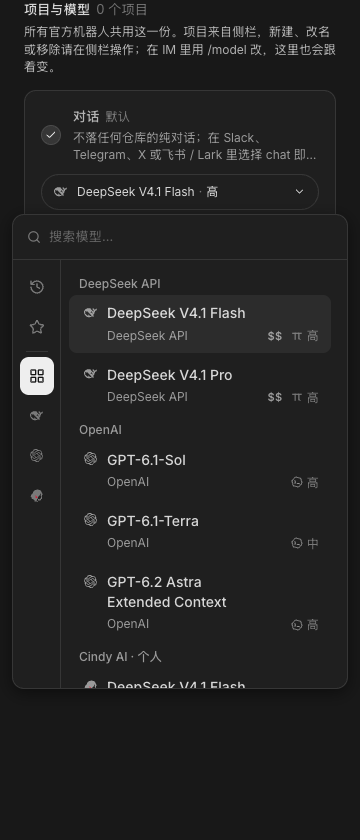 项目与模型 0 个项目
所有官方机器人共用这一份。项目来自侧栏，新建、改名
或移除请在侧栏操作；在 IM 里用 /model 改，这里也会跟
着变。
对话 默认
不落任何仓库的纯对话；在 Slack、
Telegram、X 或飞书 / Lark 里选择 chat 即…
DeepSeek V4.1 Flash · 高
搜索模型...
DeepSeek API
DeepSeek V4.1 Flash
DeepSeek API $$ 高
DeepSeek V4.1 Pro
DeepSeek API $$ 高
OpenAI
GPT-6.1-Sol
OpenAI 高
GPT-6.1-Terra
OpenAI 中
GPT-6.2 Astra
Extended Context
OpenAI 高
Cindy AI · 个人
DeepSeek V4.1 Flash